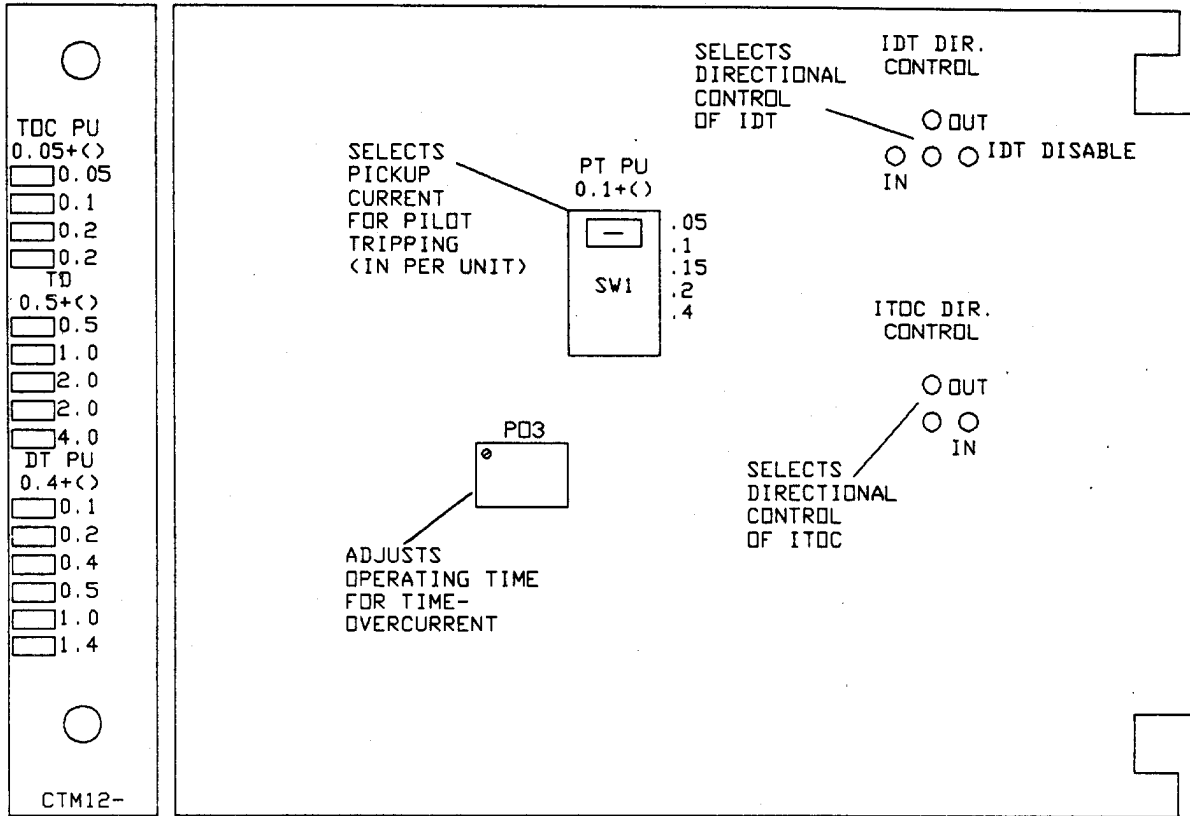 TOC PU
0.05+()
0.05
0.1
0.2
0.2
TD
0.5+()
0.5
1.0
2.0
2.0
4.0
DT PU
0.4+()
0.1
0.2
0.4
0.5
1.0
1.4
CTM12-
SELECTS
PICKUP
CURRENT
FOR PILOT
TRIPPING
(IN PER UNIT)
PT PU
0.1+()
.05
.1
.15
.2
.4
SW1
PO3
ADJUSTS
OPERATING TIME
FOR TIME-
OVERCURRENT
SELECTS
DIRECTIONAL
CONTROL
OF IDT
IDT DIR.
CONTROL
OUT
IDT DISABLE
IN
ITOC DIR.
CONTROL
OUT
IN
SELECTS
DIRECTIONAL
CONTROL
OF ITOC